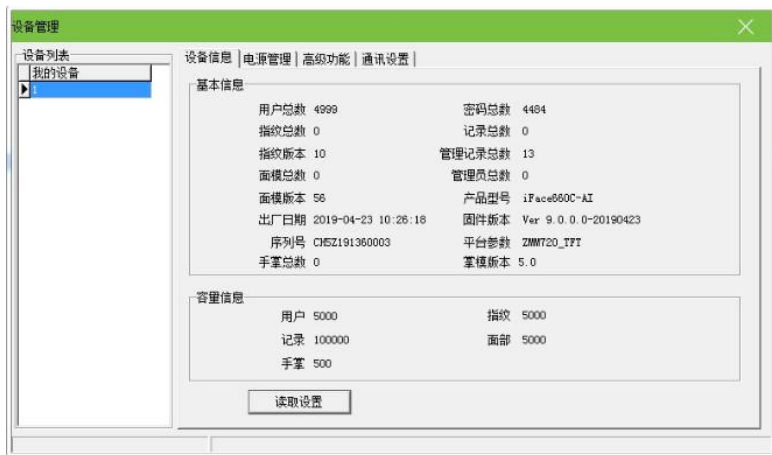 设备管理
设备列表
我的设备
1
设备信息 电源管理 高级功能 通讯设置
基本信息
用户总数 4999 密码总数 4484
指纹总数 0 记录总数 0
指纹版本 10 管理记录总数 13
面模总数 0 管理员总数 0
面模版本 56 产品型号 iFace660C-AI
出厂日期 2019-04-23 10:26:18 固件版本 Ver 9.0.0.0-20190423
序列号 CH5Z191360003 平台参数 ZMM720_TFT
手掌总数 0 掌模版本 5.0
容里信息
用户 5000 指纹 5000
记录 100000 面部 5000
手掌 500
读取设置